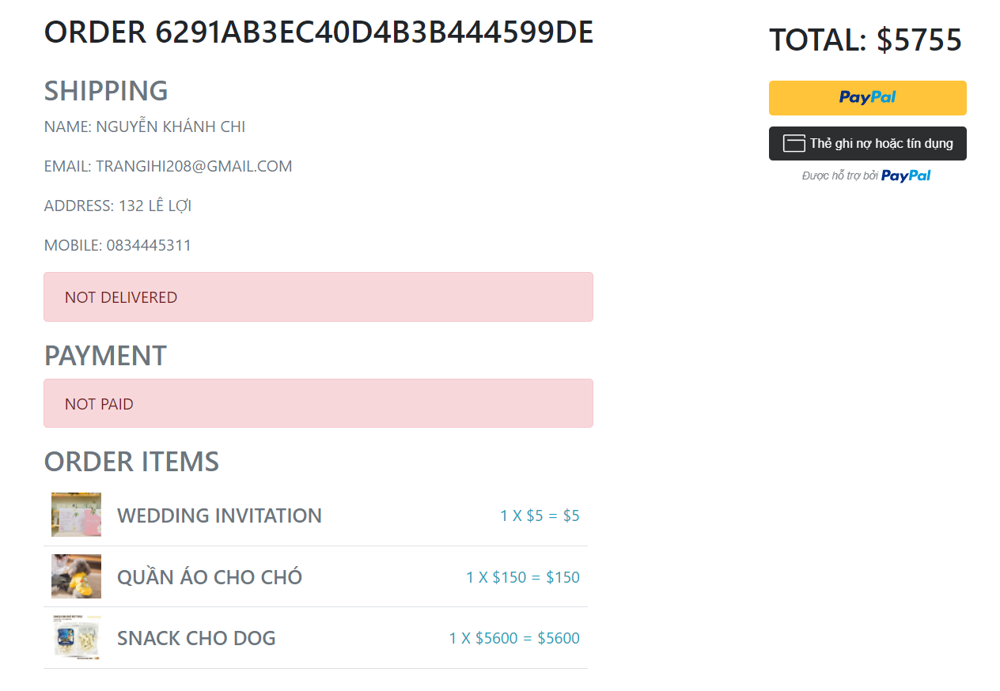 ORDER 6291AB3EC40D4B3B444599DE
SHIPPING
NAME: NGUYỄN KHÁNH CHI
EMAIL: TRANGIHI208@GMAIL.COM
ADDRESS: 132 LÊ LỢI
MOBILE: 0834445311
NOT DELIVERED
PAYMENT
NOT PAID
ORDER ITEMS
WEDDING INVITATION 1 X $5 = $5
QUẦN ÁO CHO CHÓ 1 X $150 = $150
SNACK CHO DOG 1 X $5600 = $5600
TOTAL: $5755
PayPal
Thẻ ghi nợ hoặc tín dụng
Được hỗ trợ bởi PayPal